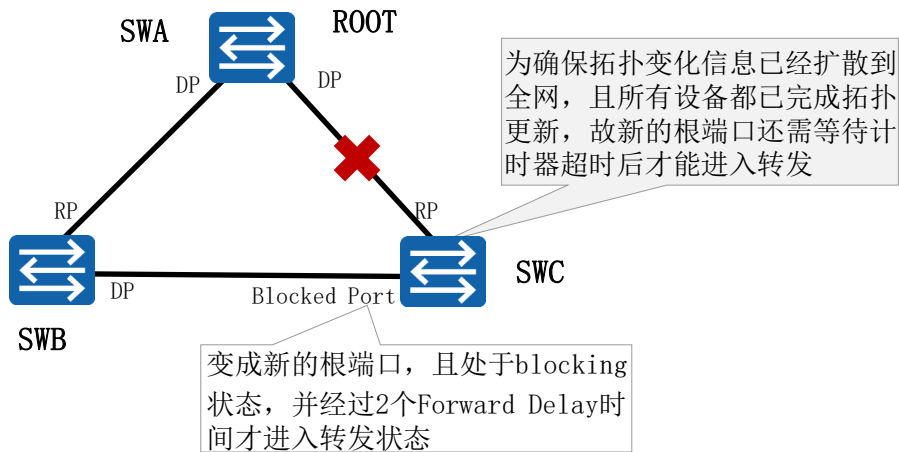 SWA
ROOT
DP
DP
为确保拓扑变化信息已经扩散到
全网，且所有设备都已完成拓扑
更新，故新的根端口还需等待计
时器超时后才能进入转发
RP
RP
DP
Blocked Port
SWC
SWB
变成新的根端口，且处于blocking
状态，并经过2个Forward Delay时
间才进入转发状态